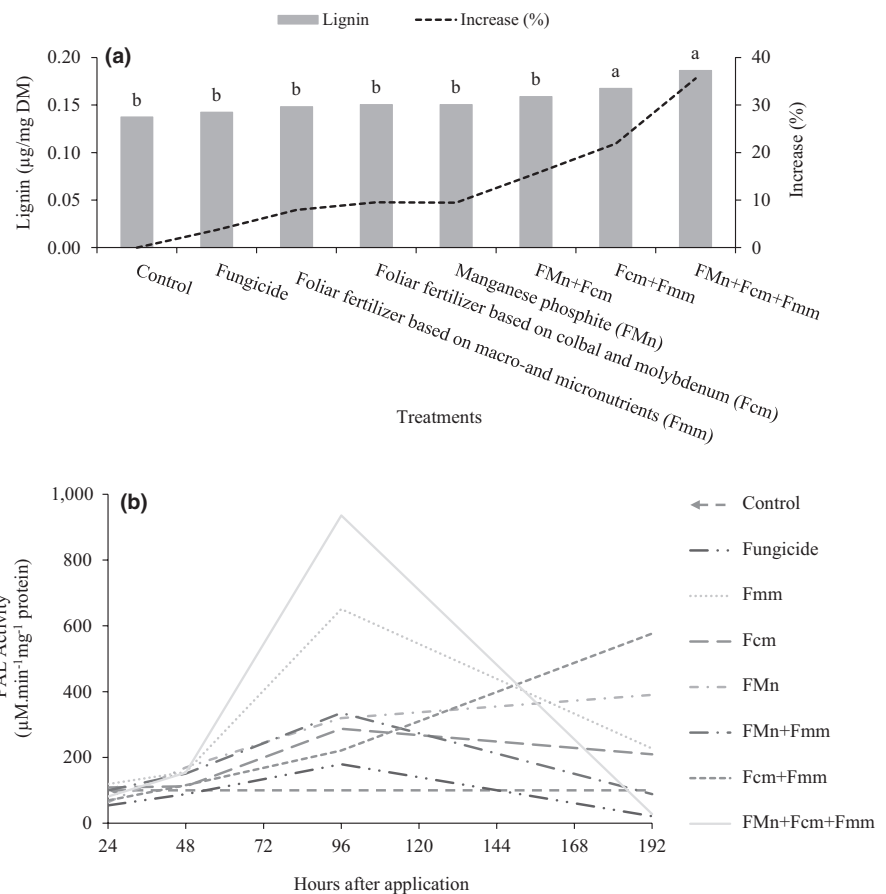 Lignin Increase (%)
(a)
0.20
0.15
0.10
0.05
0.00
Lignin (µg/mg DM)
b b b b b b a a
40
30
20
10
0
Increase (%)
Control
Fungicide
Foliar fertilizer based on macro-and micronutrients (Fmm)
Foliar fertilizer based on colbal and molybdenum (Fcm)
Manganese phosphite (FMn)
FMn+Fcm
Fcm+Fmm
FMn+Fcm+Fmm
Treatments
(b)
1,000
800
600
400
200
0
PAL Activity
(µM.min-1mg-1 protein)
24 48 72 96 120 144 168 192
Hours after application
Control
Fungicide
Fmm
Fcm
FMn
FMn+Fmm
Fcm+Fmm
FMn+Fcm+Fmm